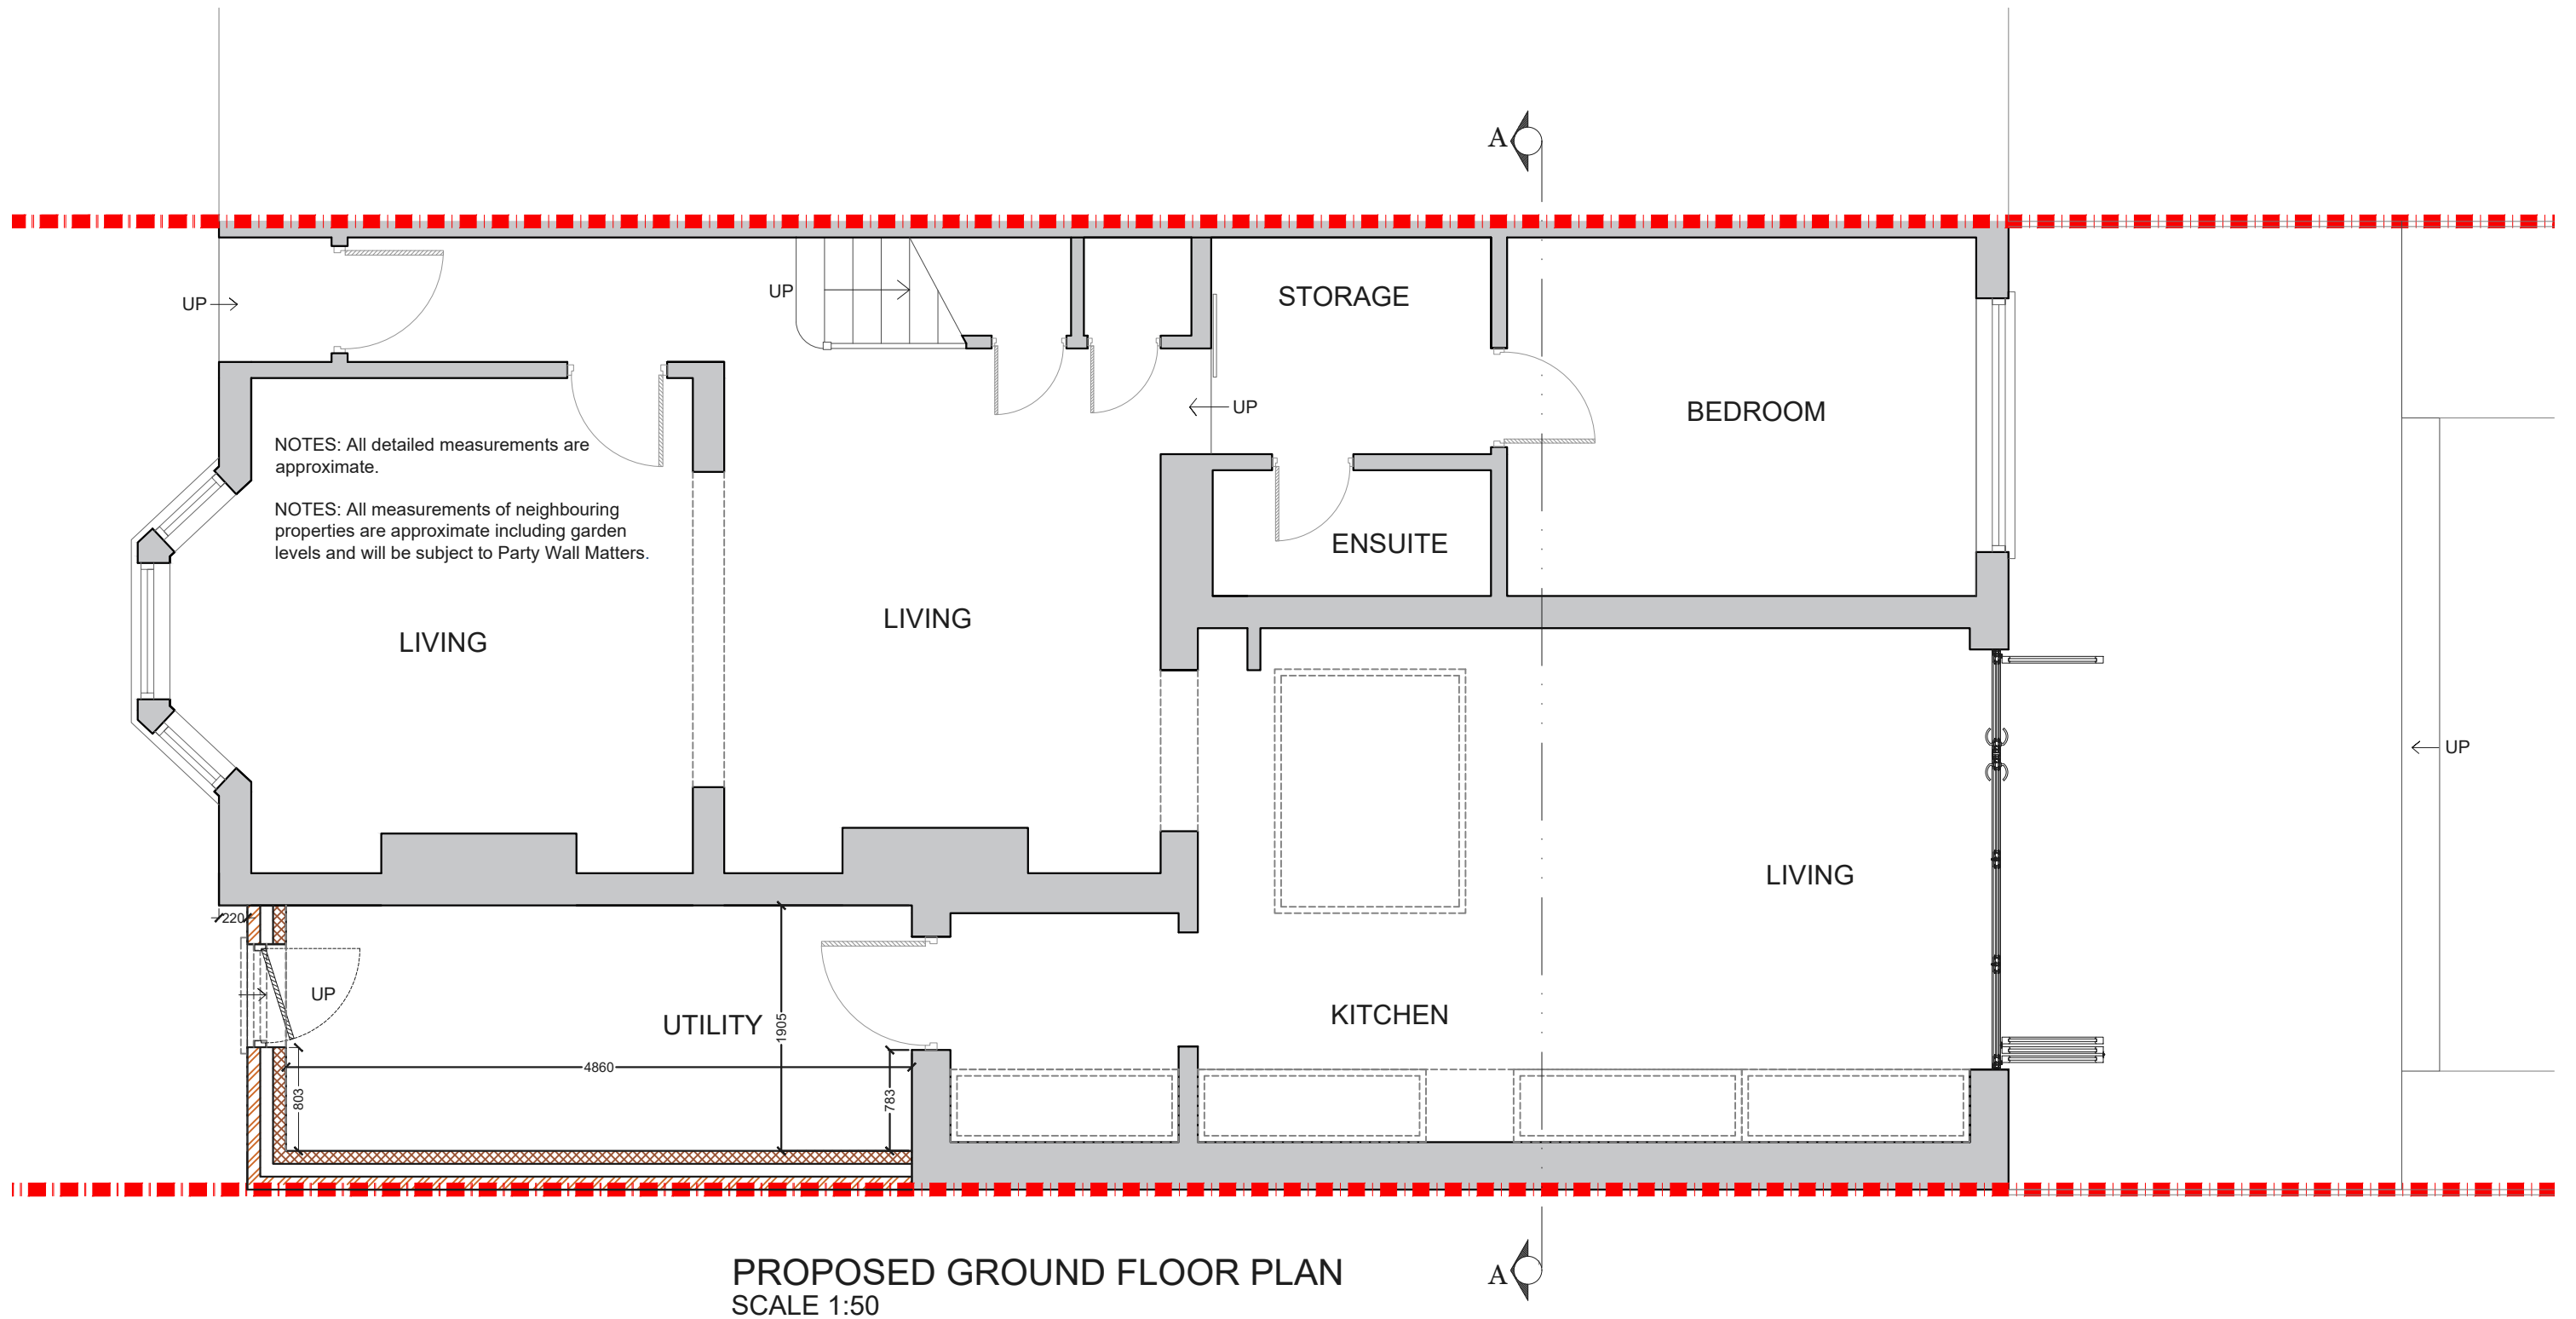 A
UP
UP
STORAGE
UP
BEDROOM
NOTES: All detailed measurements are
approximate.
NOTES: All measurements of neighbouring
properties are approximate including garden
levels and will be subject to Party Wall Matters.
ENSUITE
LIVING
LIVING
UP
LIVING
220
UP
KITCHEN
UTILITY
1905
4860
803
783
PROPOSED GROUND FLOOR PLAN
SCALE 1:50
A